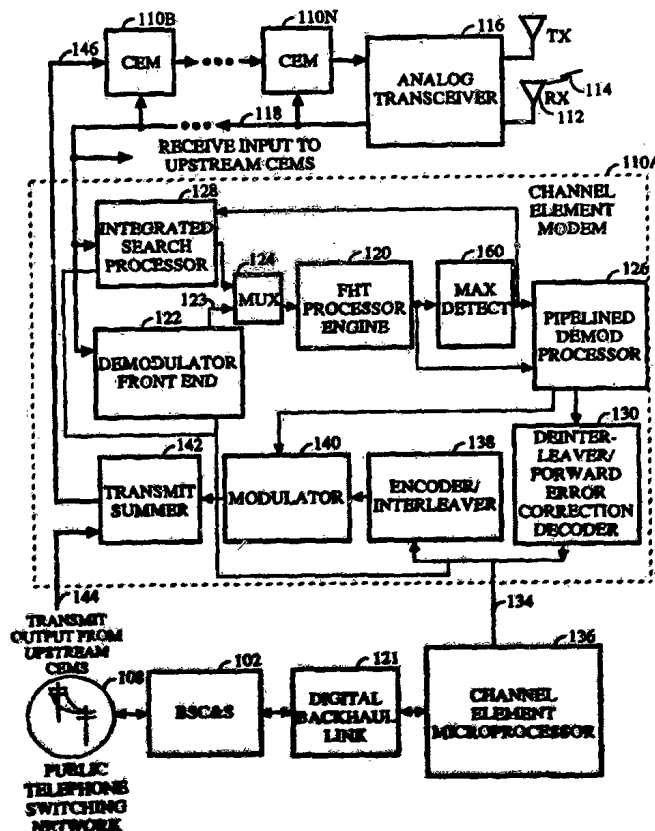 110B
110N
146
116
CEM
CEM
TX
ANALOG
TRANSCEIVER
RX
114
112
118
RECEIVE INPUT TO
UPSTREAM CEMS
110A
128
CHANNEL
ELEMENT
MODEM
INTEGRATED
SEARCH
PROCESSOR
124
120
160
126
MUX
FHT
PROCESSOR
ENGINE
MAX
DETECT
PIPELINED
DEMOD
PROCESSOR
123
122
DEMODULATOR
FRONT END
130
142
140
138
DEINTER-
LEAVER/
FORWARD
ERROR
CORRECTION
DECODER
TRANSMIT
SUMMER
MODULATOR
ENCODER/
INTERLEAVER
144
134
TRANSMIT
OUTPUT FROM
UPSTREAM
CEMS
108
102
121
136
BSC&S
DIGITAL
BACKHAUL
LINK
CHANNEL
ELEMENT
MICROPROCESSOR
PUBLIC
TELEPHONE
SWITCHING
NETWORK